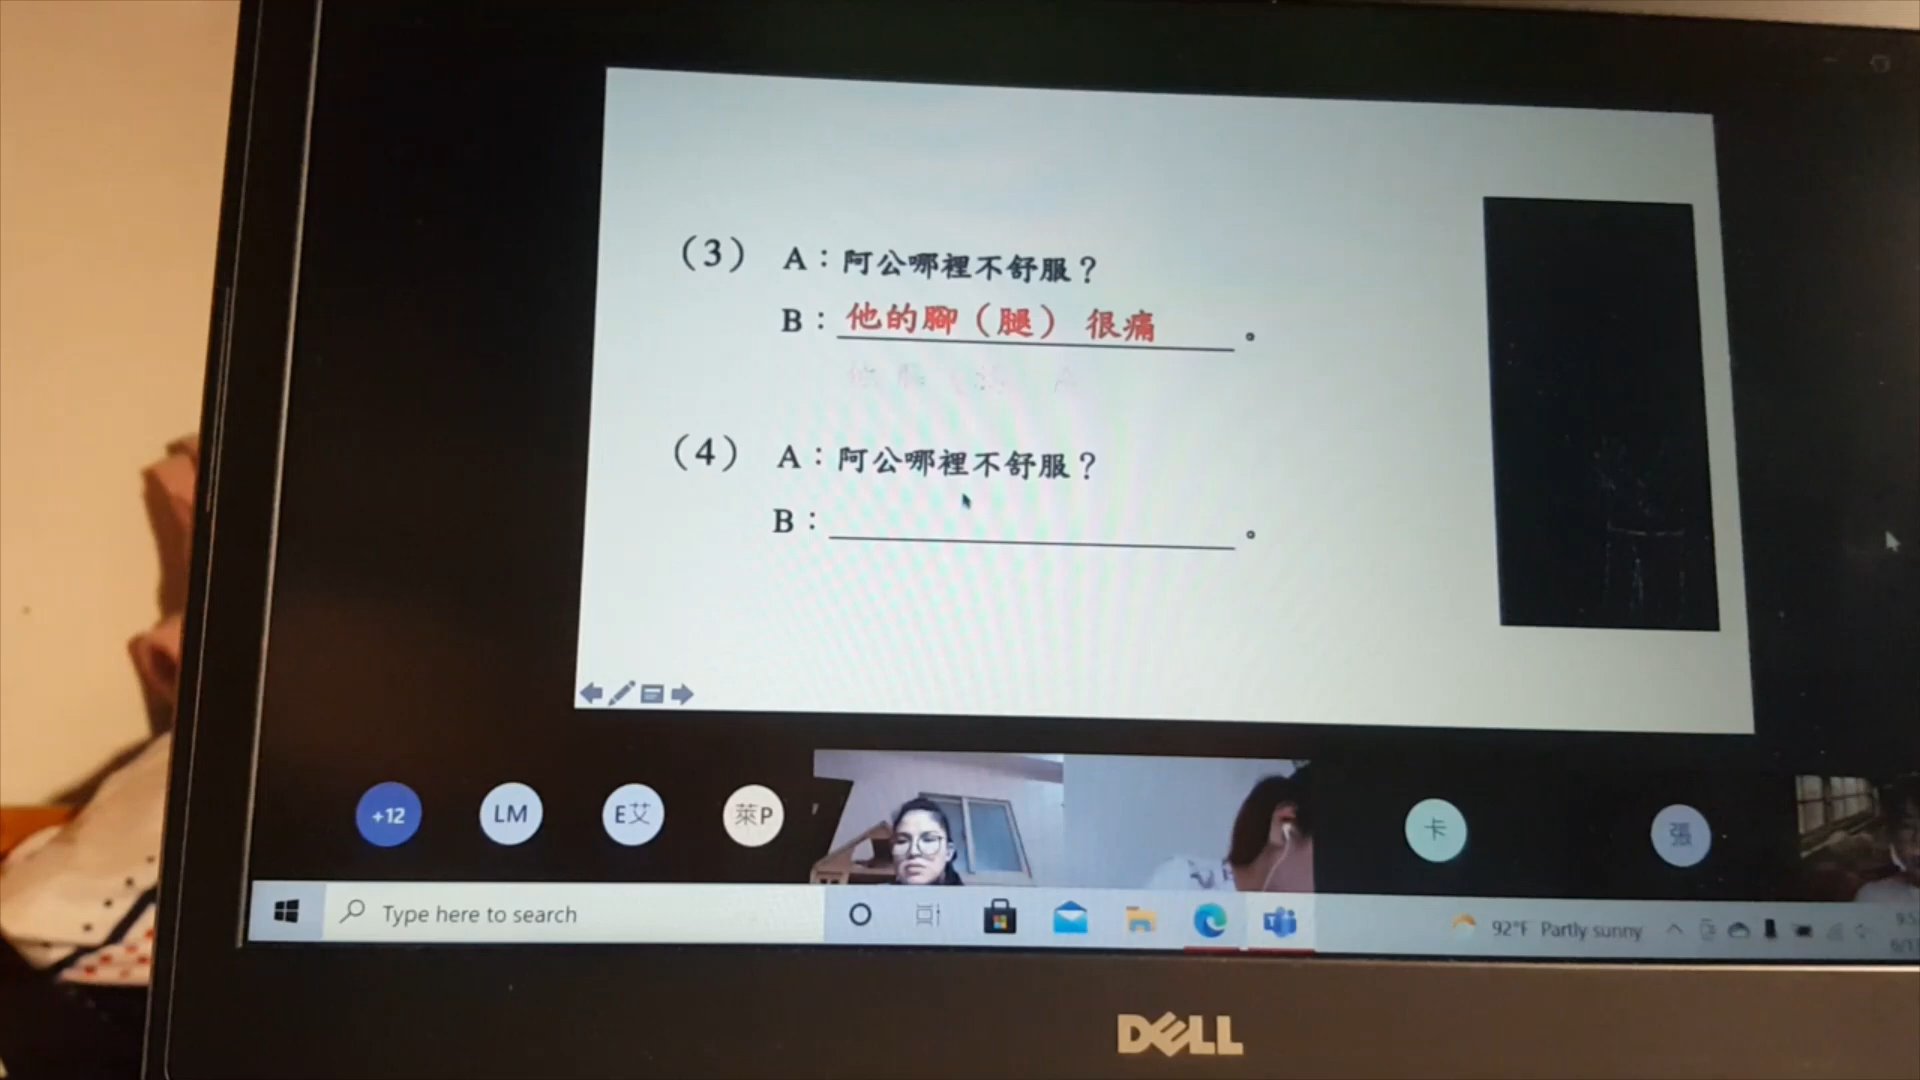 (3) A:阿公哪裡不舒服?
B:他的腳(腿) 很痛。
(4) A:阿公哪裡不舒服?
B: 。
+12
LM
E艾
萊P
卡
張
Type here to search
92°F Partly sunny
DELL